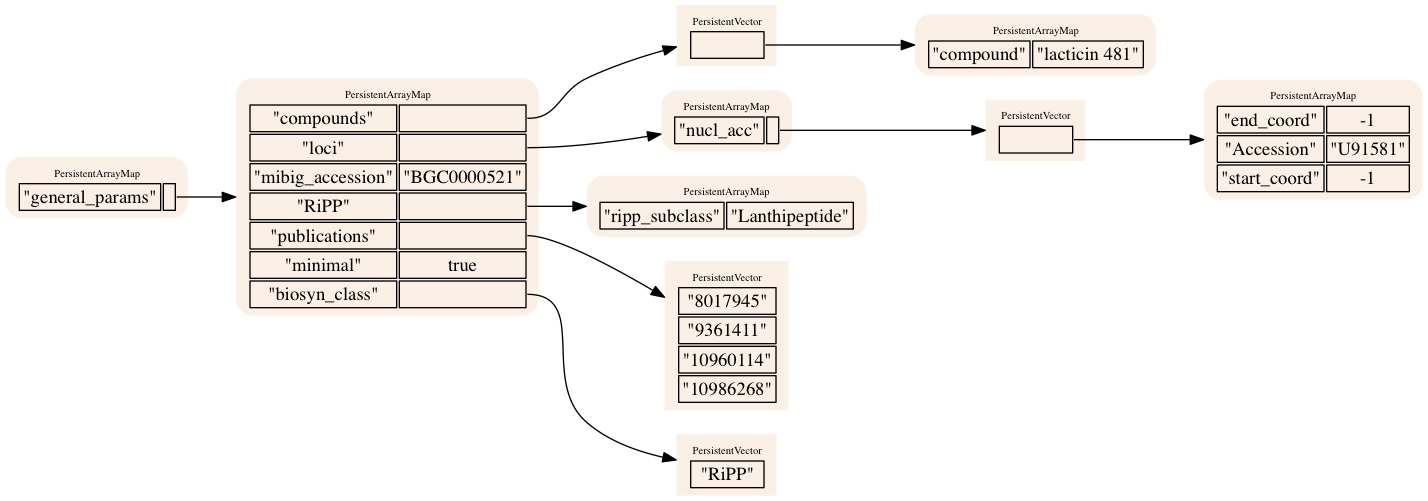 PersistentArrayMap
"general_params"
PersistentArrayMap
"compounds"
"loci"
"mibig_accession" "BGC0000521"
"RiPP"
"publications"
"minimal" true
"biosyn_class"
PersistentVector
PersistentArrayMap
"compound" "lacticin 481"
PersistentArrayMap
"nucl_acc"
PersistentVector
PersistentArrayMap
"end_coord" -1
"Accession" "U91581"
"start_coord" -1
PersistentArrayMap
"ripp_subclass" "Lanthipeptide"
PersistentVector
"8017945"
"9361411"
"10960114"
"10986268"
PersistentVector
"RiPP"